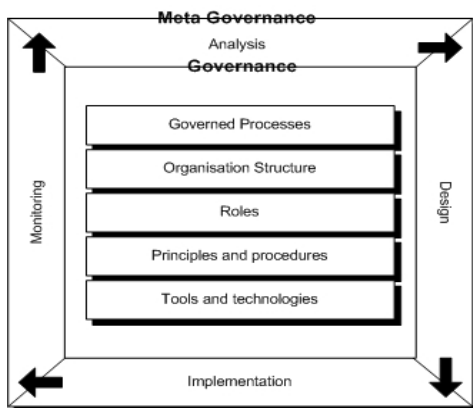 Meta Governance
Analysis
Governance
Governed Processes
Organisation Structure
Roles
Principles and procedures
Tools and technologies
Monitoring
Design
Implementation